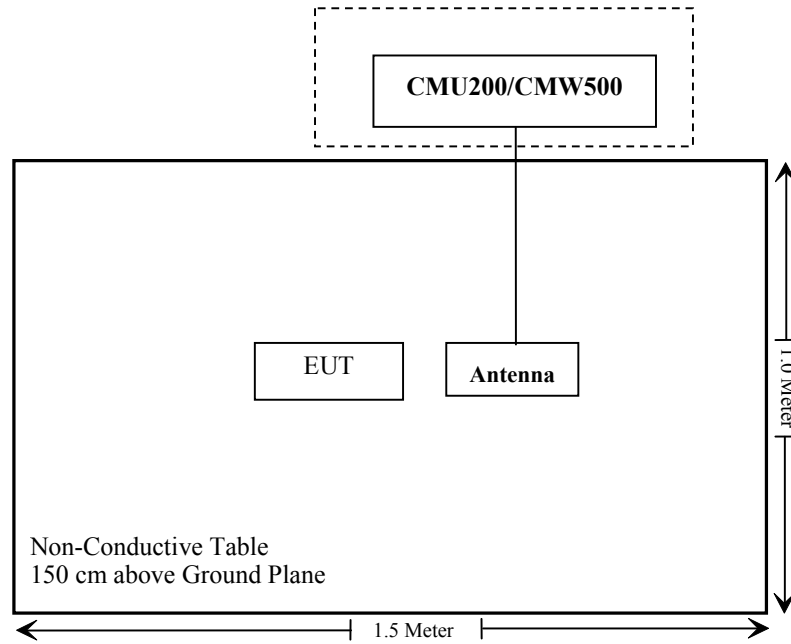 CMU200/CMW500
EUT
Antenna
1.0 Meter
Non-Conductive Table
150 cm above Ground Plane
1.5 Meter